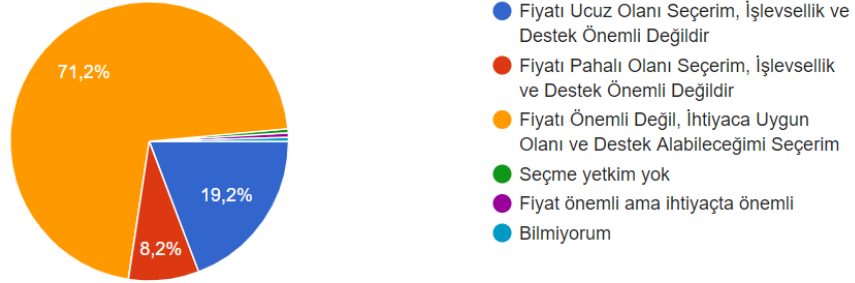 71,2%
19,2%
8,2%
Fiyatı Ucuz Olanı Seçerim, İşlevsellik ve
Destek Önemli Değildir
Fiyatı Pahalı Olanı Seçerim, İşlevsellik
ve Destek Önemli Değildir
Fiyatı Önemli Değil, İhtiyaca Uygun
Olanı ve Destek Alabileceğimi Seçerim
Seçme yetkim yok
Fiyat önemli ama ihtiyaçta önemli
Bilmiyorum